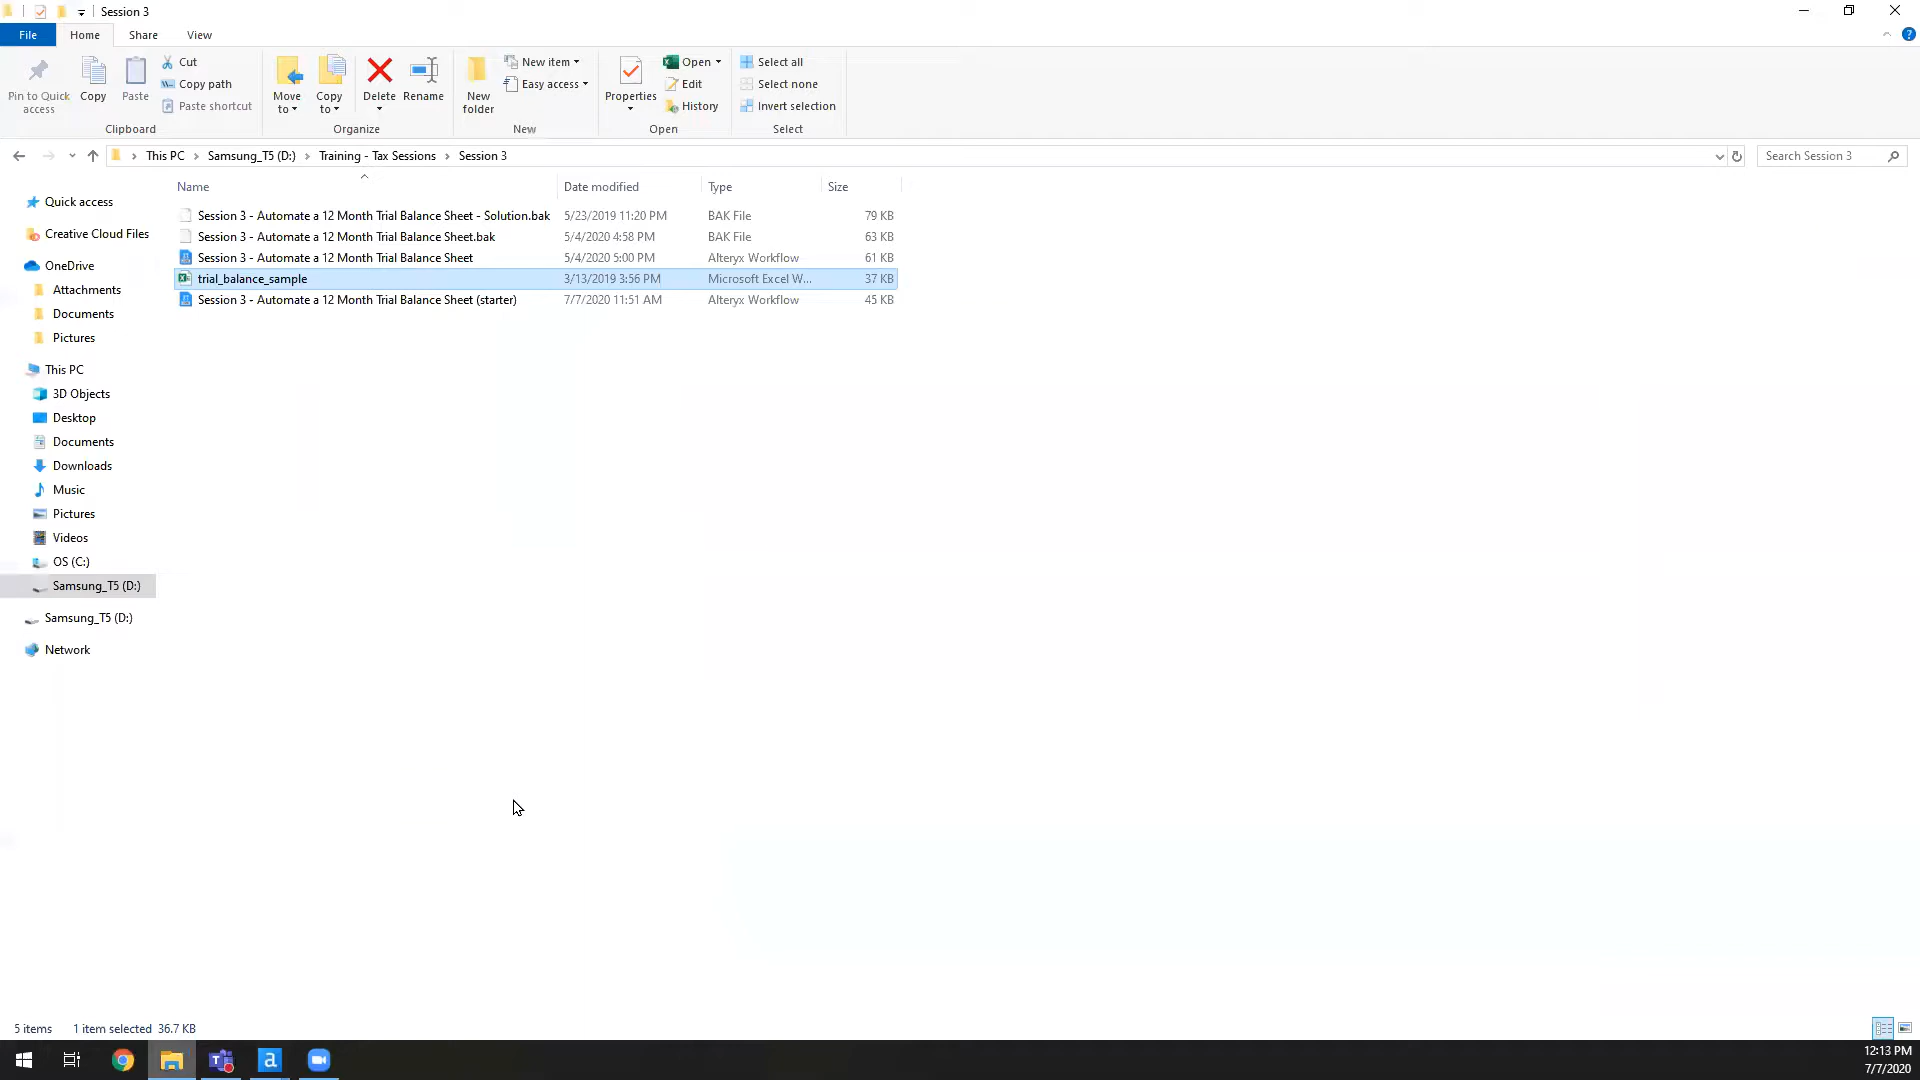 Session 3
File Home Share View
Pin to Quick access
Copy
Paste
Cut
Copy path
Paste shortcut
Clipboard
Move to
Copy to
Delete
Rename
Organize
New folder
New item
Easy access
New
Properties
Open
Edit
History
Open
Select all
Select none
Invert selection
Select
This PC > Samsung_T5 (D:) > Training - Tax Sessions > Session 3
Search Session 3
Name Date modified Type Size
Session 3 - Automate a 12 Month Trial Balance Sheet - Solution.bak 5/23/2019 11:20 PM BAK File 79 KB
Session 3 - Automate a 12 Month Trial Balance Sheet.bak 5/4/2020 4:58 PM BAK File 63 KB
Session 3 - Automate a 12 Month Trial Balance Sheet 5/4/2020 5:00 PM Alteryx Workflow 61 KB
trial_balance_sample 3/13/2019 3:56 PM Microsoft Excel W... 37 KB
Session 3 - Automate a 12 Month Trial Balance Sheet (starter) 7/7/2020 11:51 AM Alteryx Workflow 45 KB
Quick access
Creative Cloud Files
OneDrive
Attachments
Documents
Pictures
This PC
3D Objects
Desktop
Documents
Downloads
Music
Pictures
Videos
OS (C:)
Samsung_T5 (D:)
Samsung_T5 (D:)
Network
5 items 1 item selected 36.7 KB
12:13 PM
7/7/2020